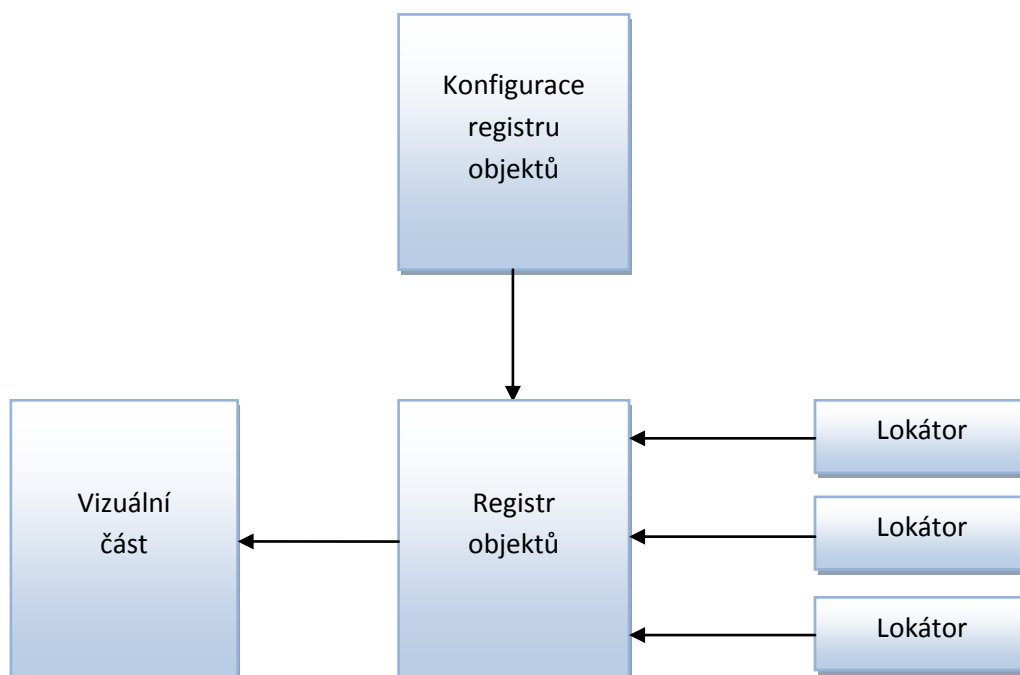 Konfigurace
registru
objektů
Vizuální
část
Registr
objektů
Lokátor
Lokátor
Lokátor